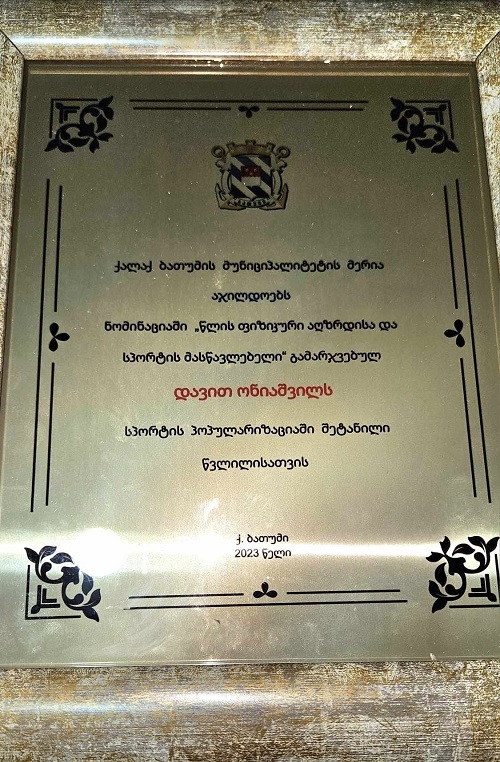 ქალაქ ბათუმის მუნიციპალიტეტის მერია
აჯილდოებს
ნომინაციაში „წლის ფიზიკური აღზრდისა და
სპორტის მასწავლებელი“ გამარჯვებულ
დავით ონიაშვილს
სპორტის პოპულარიზაციაში შეტანილი
წვლილისათვის
ქ. ბათუმი
2023 წელი